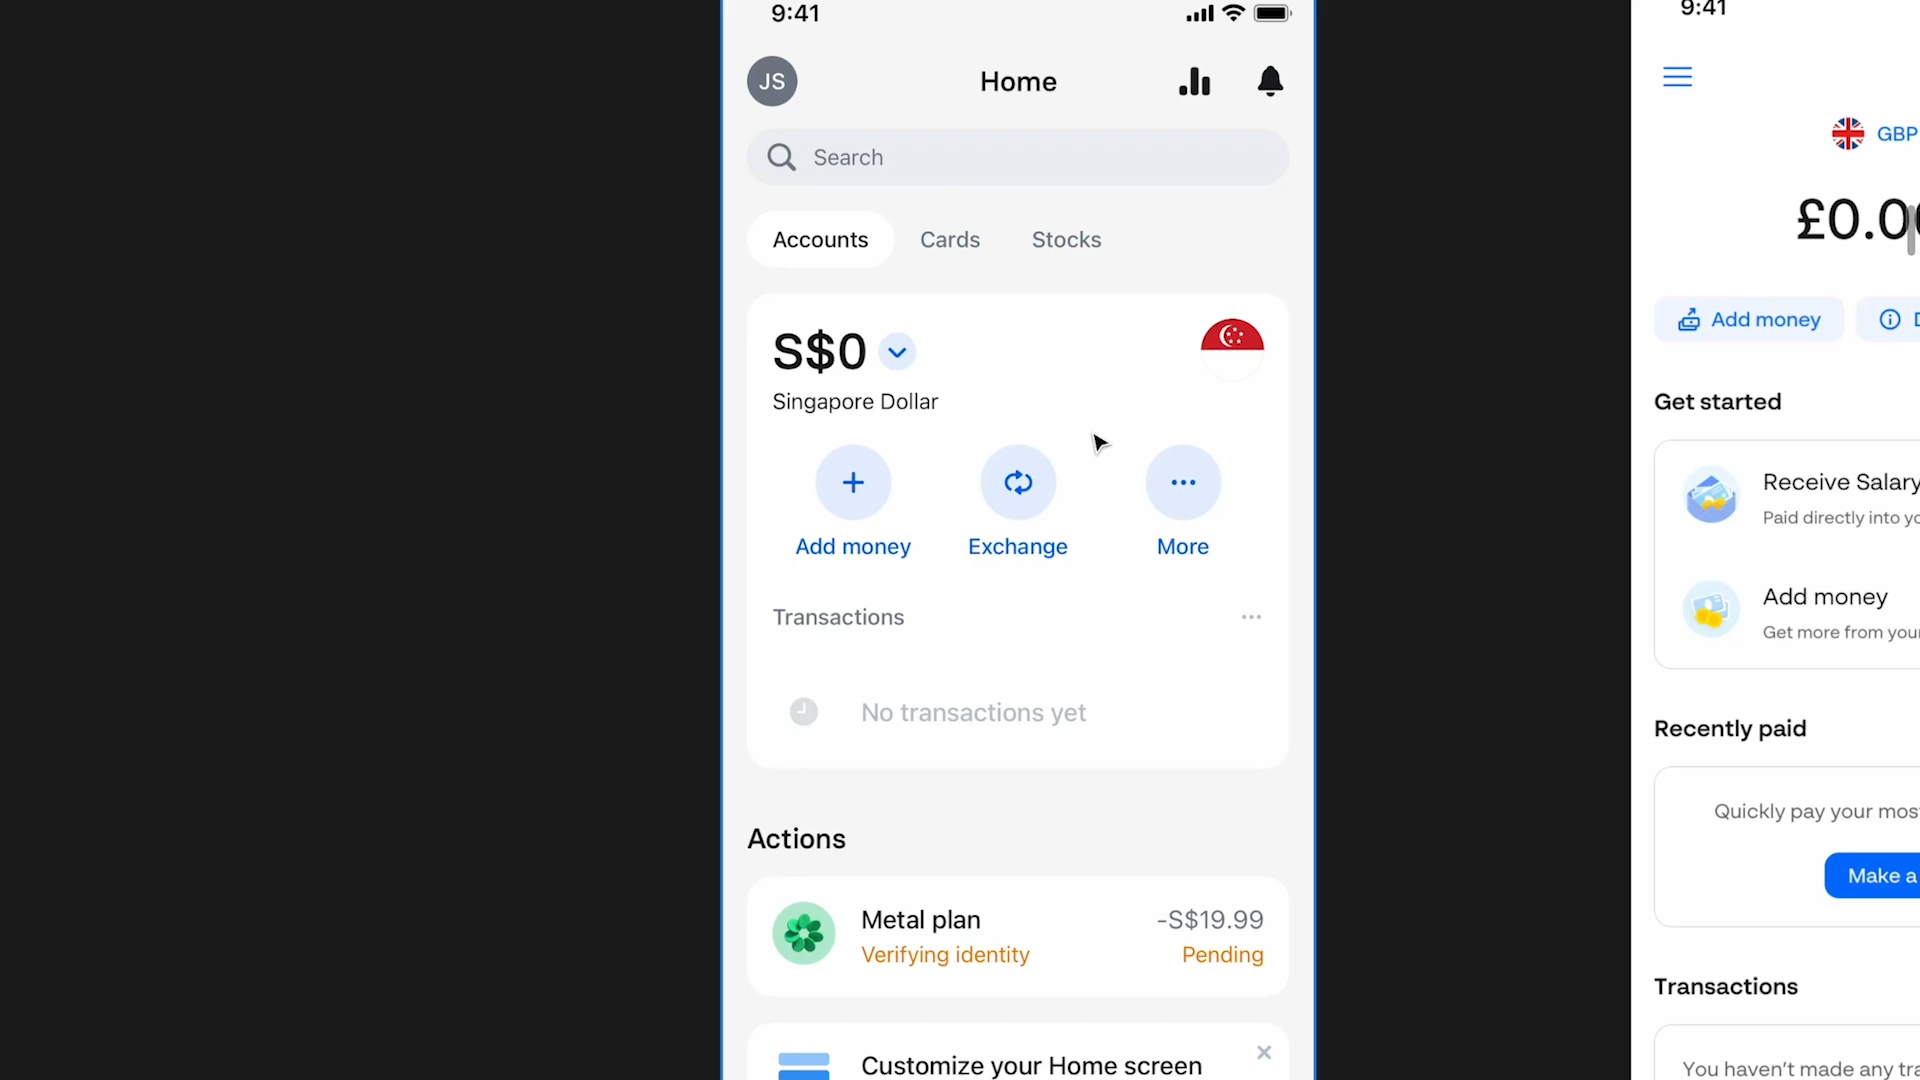 9:41
JS
Home
Search
Accounts
Cards
Stocks
S$0
Singapore Dollar
Add money
Exchange
More
Transactions
No transactions yet
Actions
Metal plan
-S$19.99
Verifying identity
Pending
Customize your Home screen
9:41
GBP
£0.0
Add money
Get started
Receive Salary
Paid directly into
Add money
Get more from your
Recently paid
Quickly pay your most
Make a
Transactions
You haven't made any